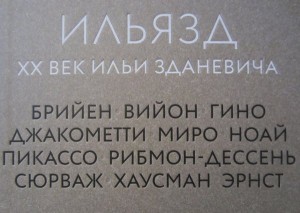 ИЛЬЯЗД
XX ВЕК ИЛЬИ ЗДАНЕВИЧА
БРИЙЕН ВИЙОН ГИНО
ДЖАКОМЕТТИ МИРО НОАЙ
ПИКАССО РИБМОН-ДЕССЕНЬ
СЮРВАЖ ХАУСМАН ЭРНСТ